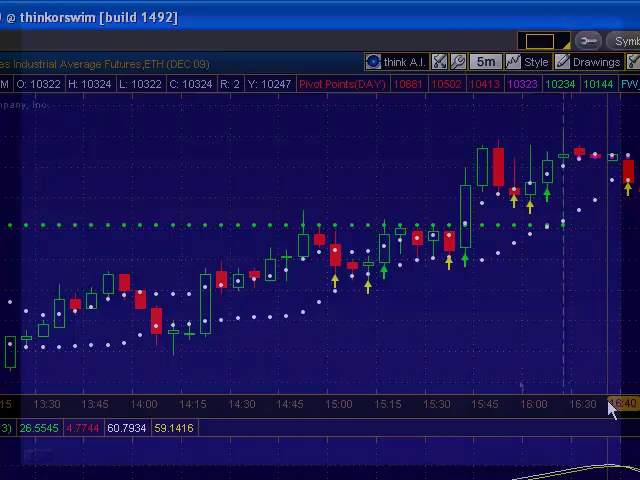 @ thinkorswim [build 1492]
Symb
es Industrial Average Futures,ETH (DEC 09)
think A.I. 5m Style Drawings
M O: 10322 H: 10324 L: 10322 C: 10324 R: 2 Y: 10247 Pivot Points(DAY) 10681 10502 10413 10323 10234 10144 FW_
mpany, Inc.
:15 13:30 13:45 14:00 14:15 14:30 14:45 15:00 15:15 15:30 15:45 16:00 16:30 16:40
3) 26.5545 4.7744 60.7934 59.1416